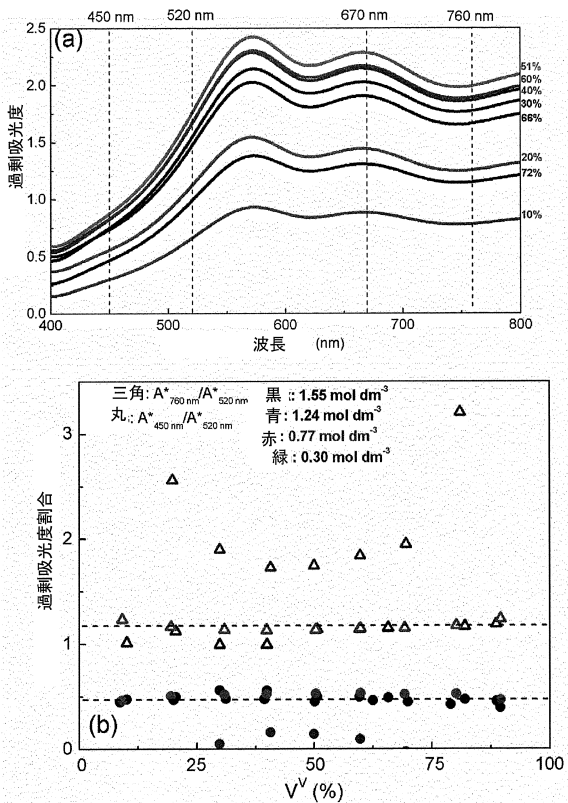 450 nm 520 nm 670 nm 760 nm
(a)
2.5
2.0
1.5
1.0
0.5
0.0
過剰吸光度
51%
60%
40%
30%
66%
20%
72%
10%
400 500 600 700 800
波長 (nm)
三角: A*760 nm/A*520 nm
丸: A*450 nm/A*520 nm
黒 : 1.55 mol dm-3
青 : 1.24 mol dm-3
赤 : 0.77 mol dm-3
緑 : 0.30 mol dm-3
3
2
1
0
過剰吸光度割合
(b)
0 25 50 75 100
VV (%)